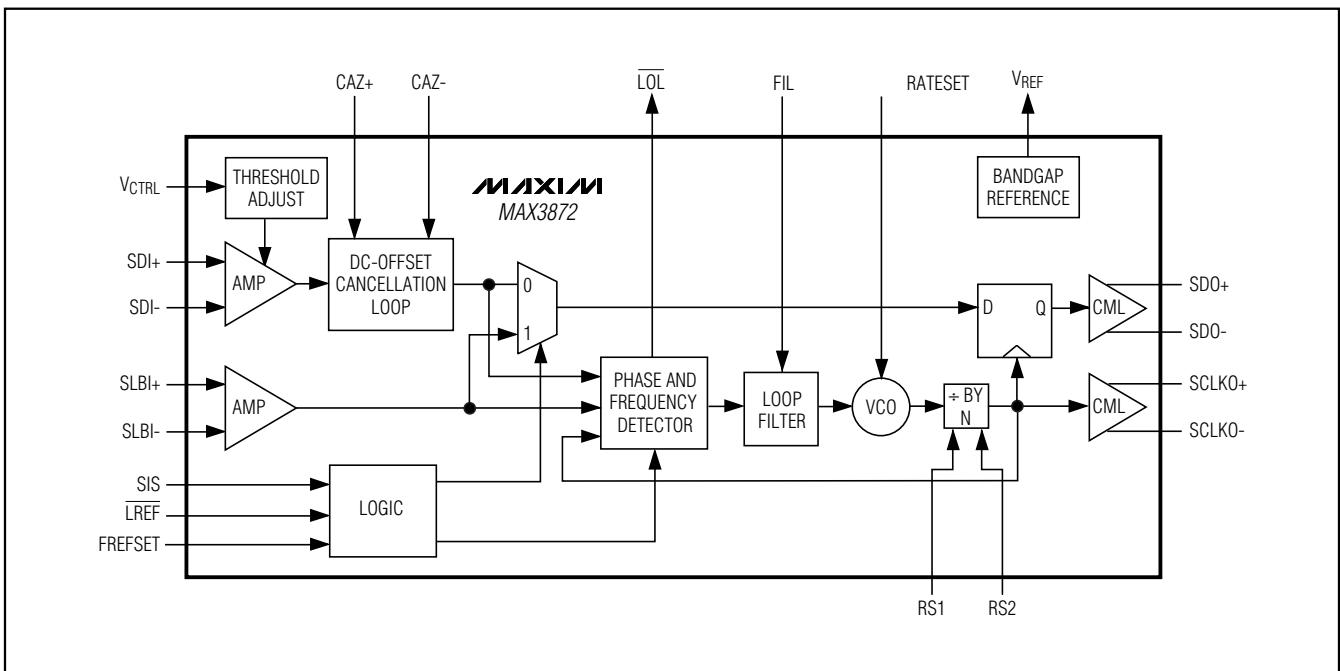 CAZ+
CAZ-
L̅O̅L̅
FIL
RATESET
VREF
VCTRL
THRESHOLD
ADJUST
MAXIM
MAX3872
BANDGAP
REFERENCE
SDI+
SDI-
AMP
DC-OFFSET
CANCELLATION
LOOP
0
1
D
Q
CML
SDO+
SDO-
SLBI+
SLBI-
AMP
PHASE AND
FREQUENCY
DETECTOR
LOOP
FILTER
VCO
÷ BY
N
CML
SCLKO+
SCLKO-
SIS
L̅R̅E̅F̅
FREFSET
LOGIC
RS1
RS2